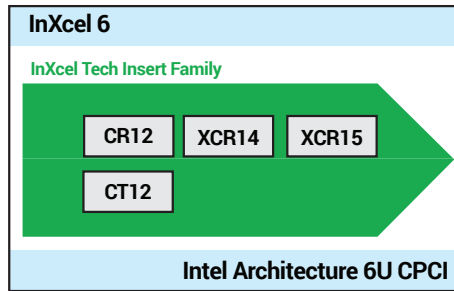 InXcel 6
InXcel Tech Insert Family
CR12 XCR14 XCR15
CT12
Intel Architecture 6U CPCI